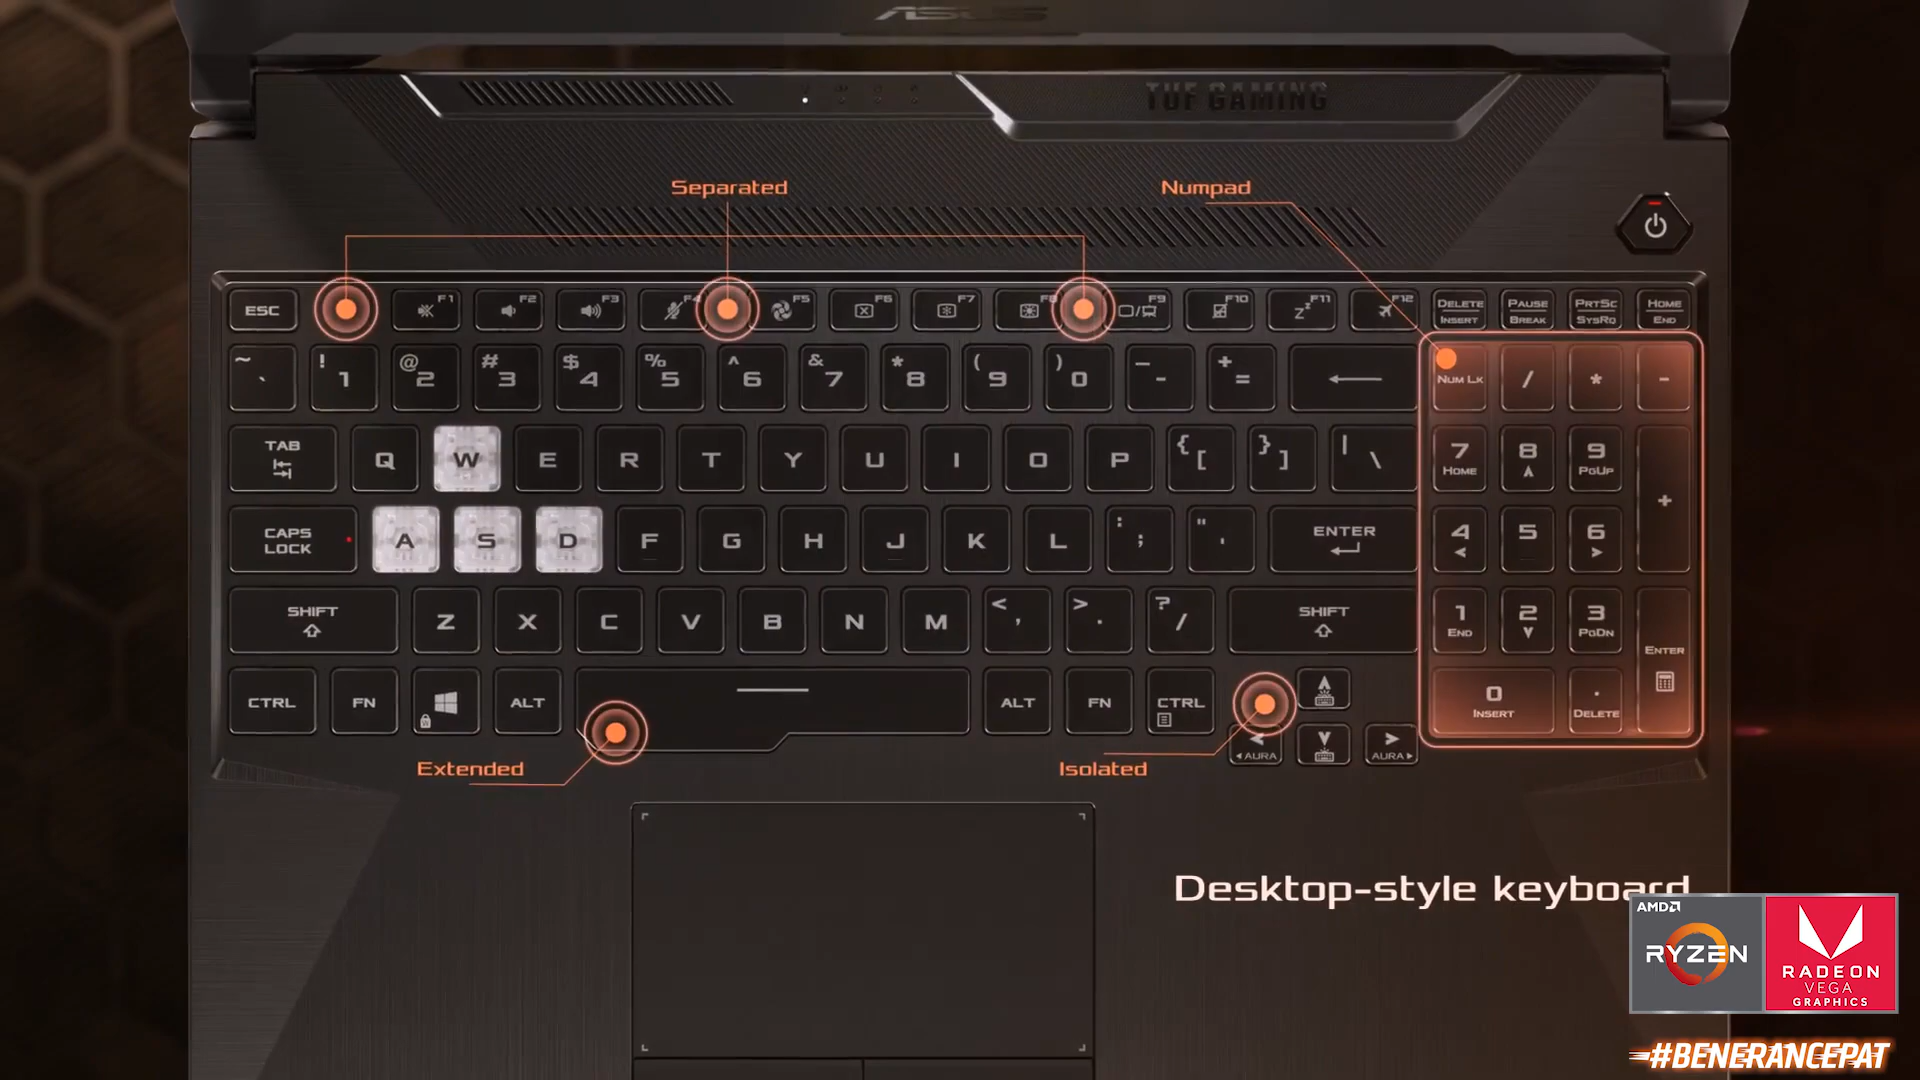 ASUS
TUF GAMING
Separated
Numpad
ESC F1 F2 F3 F4 F5 F6 F7 F8 F9 F10 F11 F12 DELETE INSERT PAUSE BREAK PRTSC SYSRQ HOME END
~ ` ! 1 @ 2 # 3 $ 4 % 5 ^ 6 & 7 * 8 ( 9 ) 0 _ - + = NUM LK / * -
TAB Q W E R T Y U I O P { [ } ] | \ 7 HOME 8 9 PGUP +
CAPS LOCK A S D F G H J K L : ; " ' ENTER 4 5 6
SHIFT Z X C V B N M < , > . ? / SHIFT 1 END 2 3 PGDN ENTER
CTRL FN ALT ALT FN CTRL 0 INSERT . DELETE
AURA AURA
Extended
Isolated
Desktop-style keyboard
AMD
RYZEN
RADEON
VEGA
GRAPHICS
#BENERANCEPAT